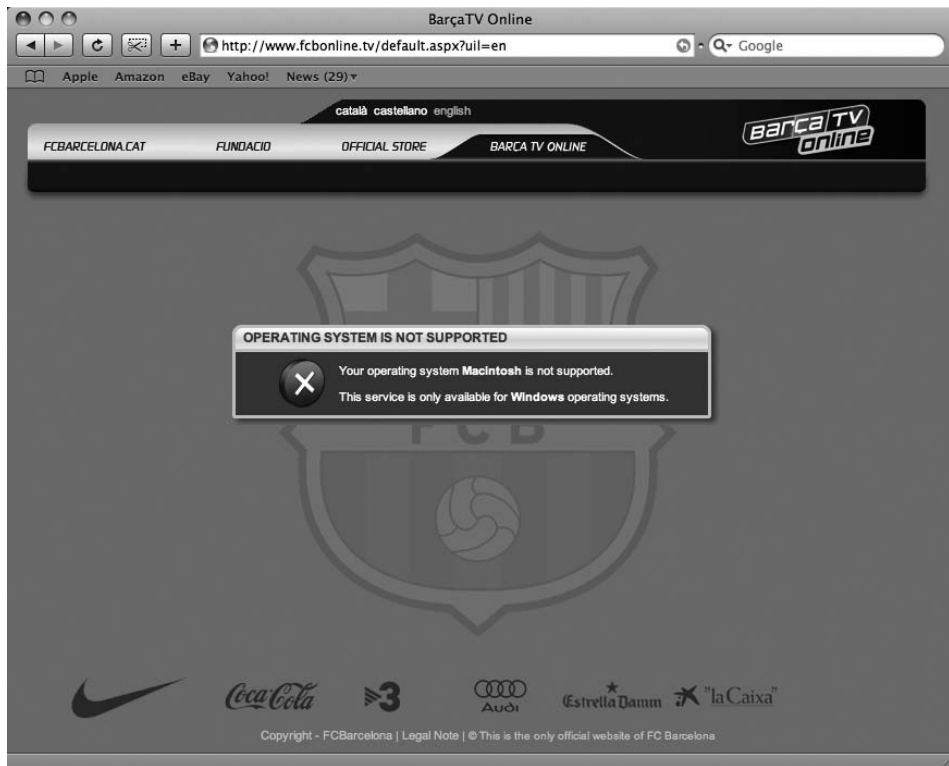 BarçaTV Online
http://www.fcbonline.tv/default.aspx?uil=en
Google
Apple Amazon eBay Yahoo! News (29)
català castellano english
Barça TV online
FCBARCELONA.CAT FUNDACIO OFFICIAL STORE BARCA TV ONLINE
OPERATING SYSTEM IS NOT SUPPORTED
Your operating system Macintosh is not supported.
This service is only available for Windows operating systems.
FCB
Coca-Cola 3 Audi Estrella Damm "la Caixa"
Copyright - FCBarcelona | Legal Note | © This is the only official website of FC Barcelona